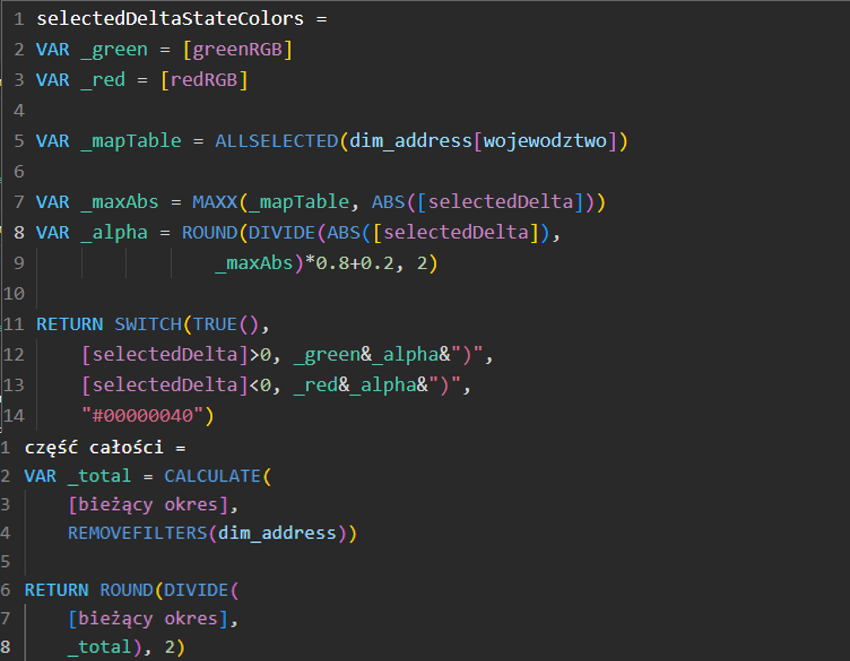 1 selectedDeltaStateColors =
2 VAR _green = [greenRGB]
3 VAR _red = [redRGB]
4
5 VAR _mapTable = ALLSELECTED(dim_address[wojewodztwo])
6
7 VAR _maxAbs = MAXX(_mapTable, ABS([selectedDelta]))
8 VAR _alpha = ROUND(DIVIDE(ABS([selectedDelta]),
9 _maxAbs)*0.8+0.2, 2)
10
11 RETURN SWITCH(TRUE(),
12 [selectedDelta]>0, _green&_alpha&")",
13 [selectedDelta]<0, _red&_alpha&")",
14 "#00000040")
1 część całości =
2 VAR _total = CALCULATE(
3 [bieżący okres],
4 REMOVEFILTERS(dim_address))
5
6 RETURN ROUND(DIVIDE(
7 [bieżący okres],
8 _total), 2)